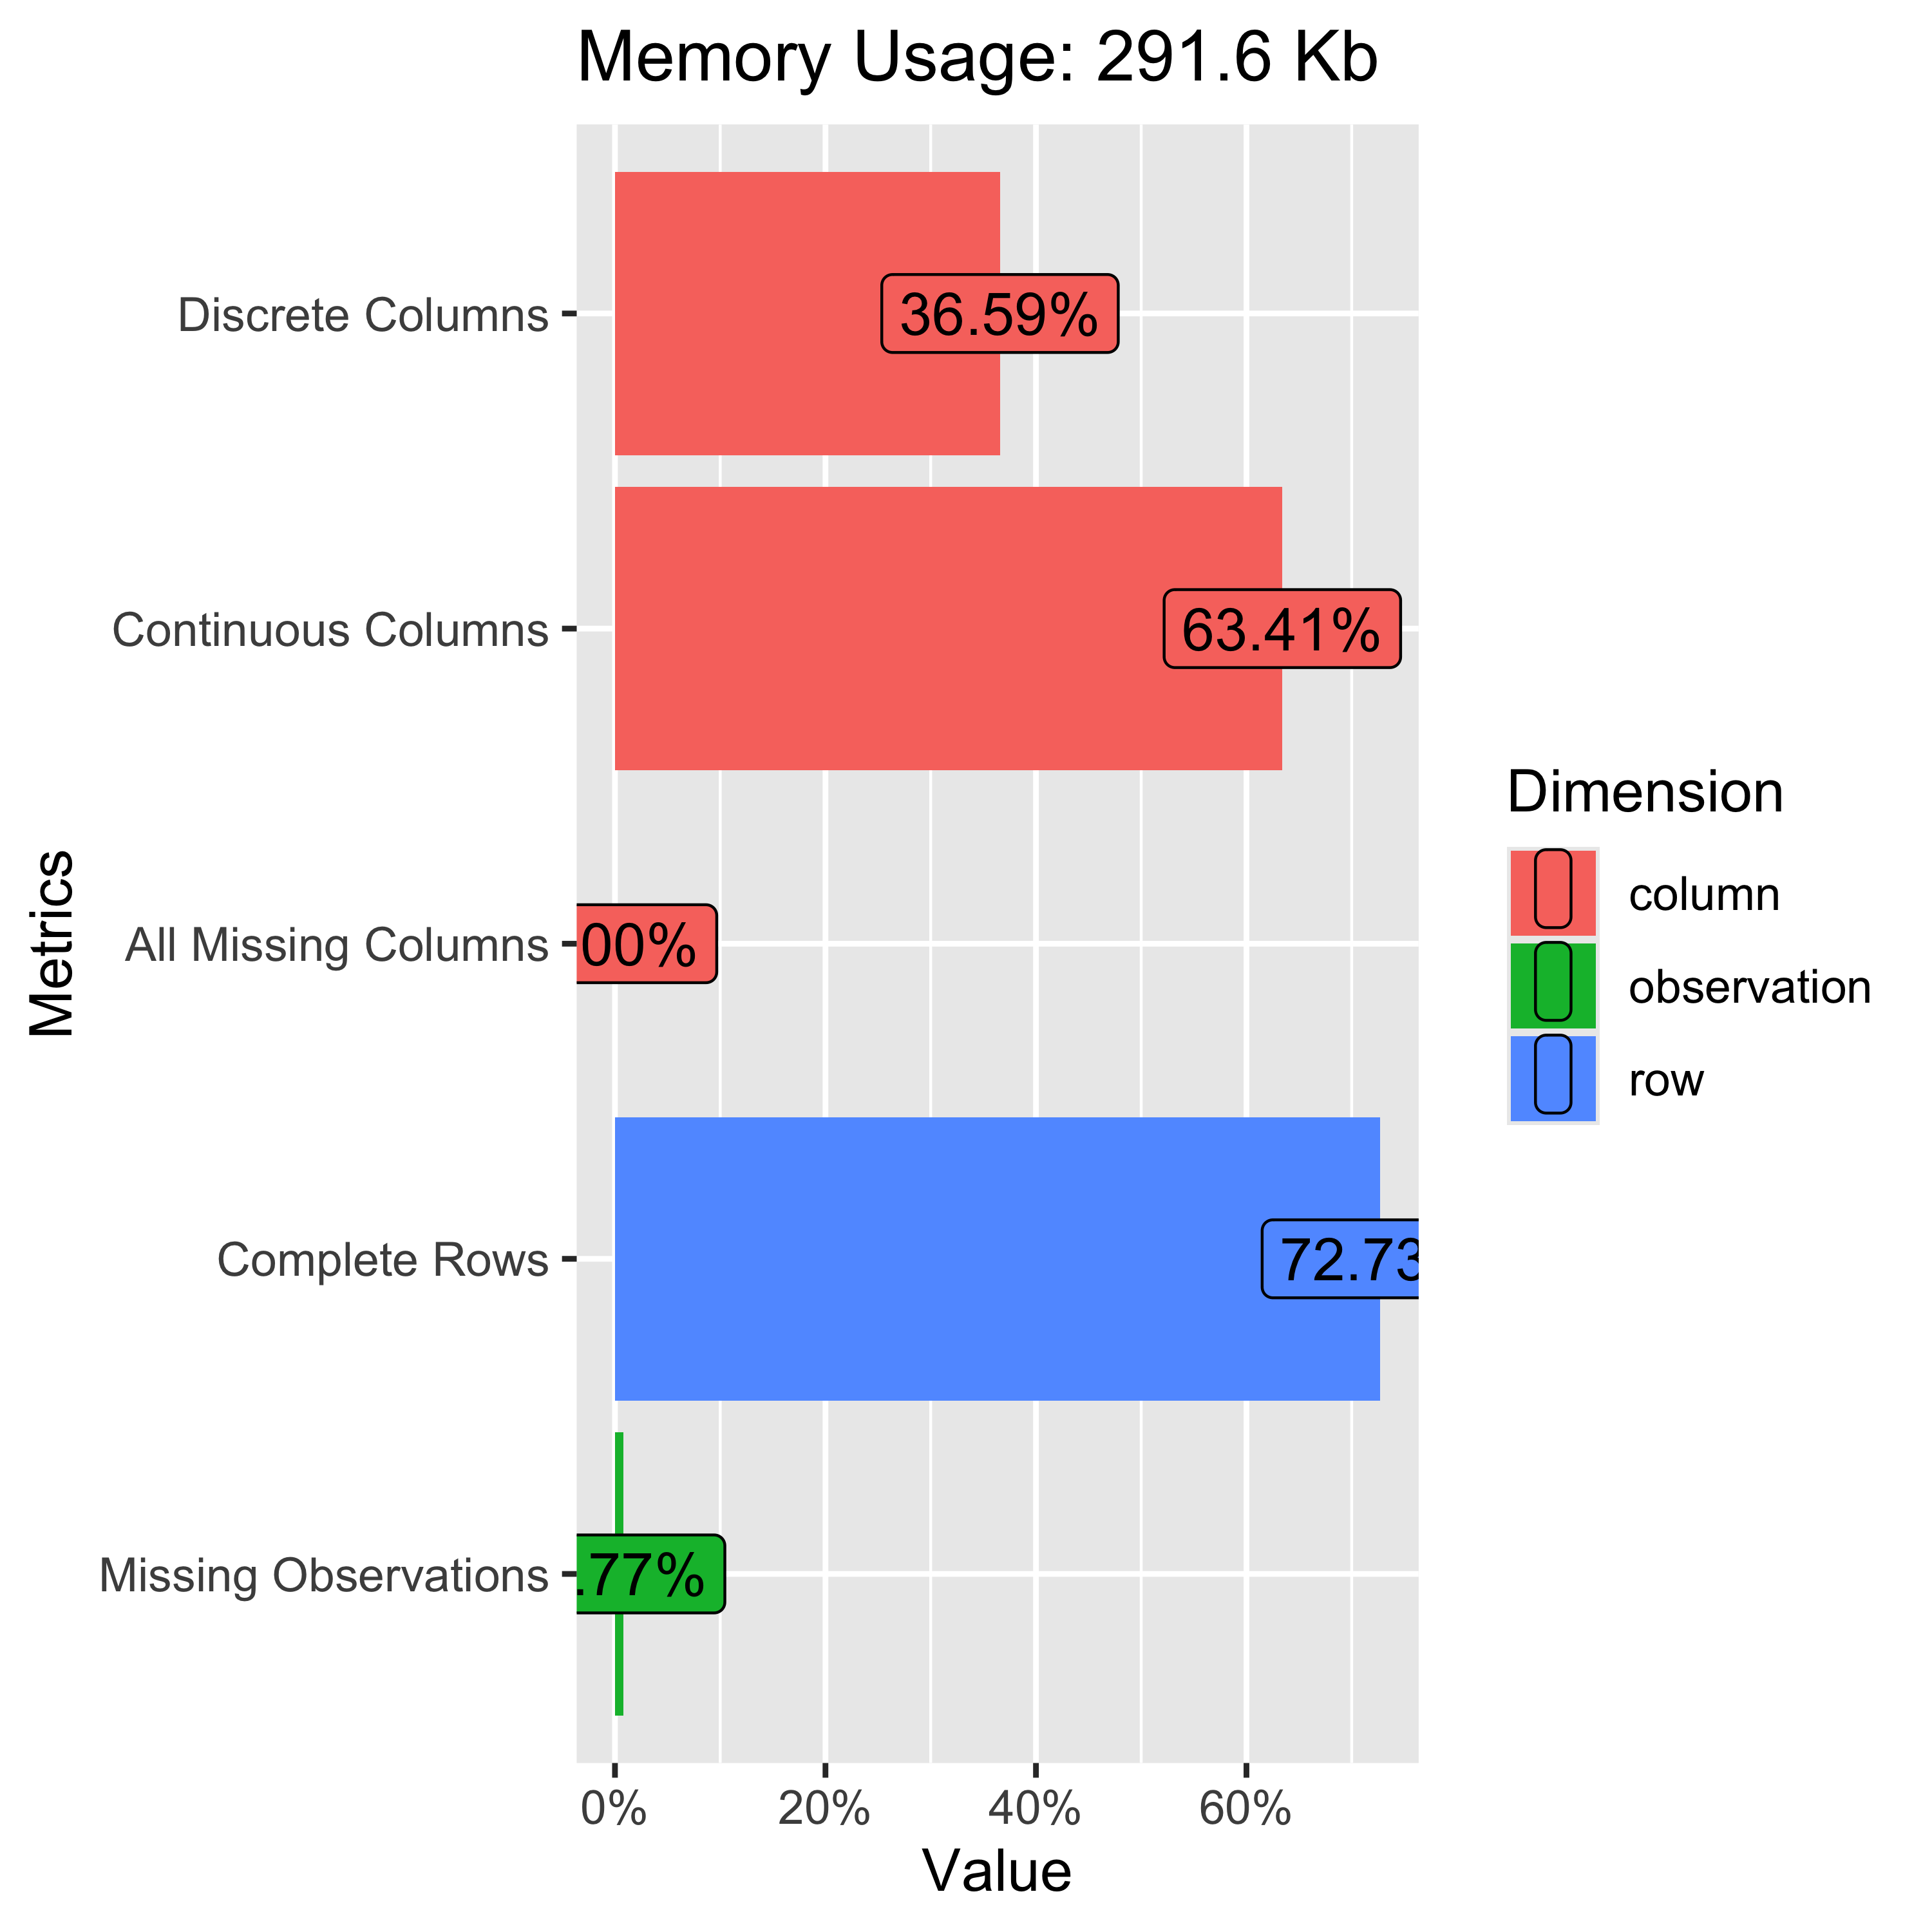 Memory Usage: 291.6 Kb
Metrics
Discrete Columns
36.59%
Continuous Columns
63.41%
All Missing Columns
00%
Complete Rows
72.73
Missing Observations
.77%
0% 20% 40% 60%
Value
Dimension
column
observation
row